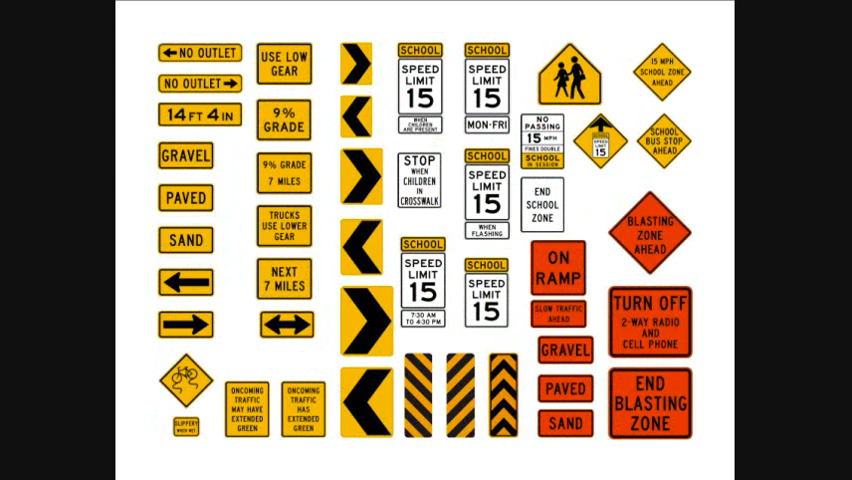 NO OUTLET
NO OUTLET
14 FT 4 IN
GRAVEL
PAVED
SAND
SLIPPERY
WHEN WET
USE LOW
GEAR
9%
GRADE
9% GRADE
7 MILES
TRUCKS
USE LOWER
GEAR
NEXT
7 MILES
ONCOMING
TRAFFIC
MAY HAVE
EXTENDED
GREEN
ONCOMING
TRAFFIC
HAS
EXTENDED
GREEN
SCHOOL
SPEED
LIMIT
15
WHEN
CHILDREN
ARE PRESENT
STOP
WHEN
CHILDREN
IN
CROSSWALK
SCHOOL
SPEED
LIMIT
15
7:30 AM
TO 4:30 PM
SCHOOL
SPEED
LIMIT
15
MON-FRI
SCHOOL
SPEED
LIMIT
15
WHEN
FLASHING
SCHOOL
SPEED
LIMIT
15
NO
PASSING
15 MPH
FINES DOUBLE
SCHOOL
IN SESSION
END
SCHOOL
ZONE
SCHOOL
SPEED
LIMIT
15
15 MPH
SCHOOL ZONE
AHEAD
SCHOOL
BUS STOP
AHEAD
ON
RAMP
SLOW TRAFFIC
AHEAD
GRAVEL
PAVED
SAND
BLASTING
ZONE
AHEAD
TURN OFF
2-WAY RADIO
AND
CELL PHONE
END
BLASTING
ZONE